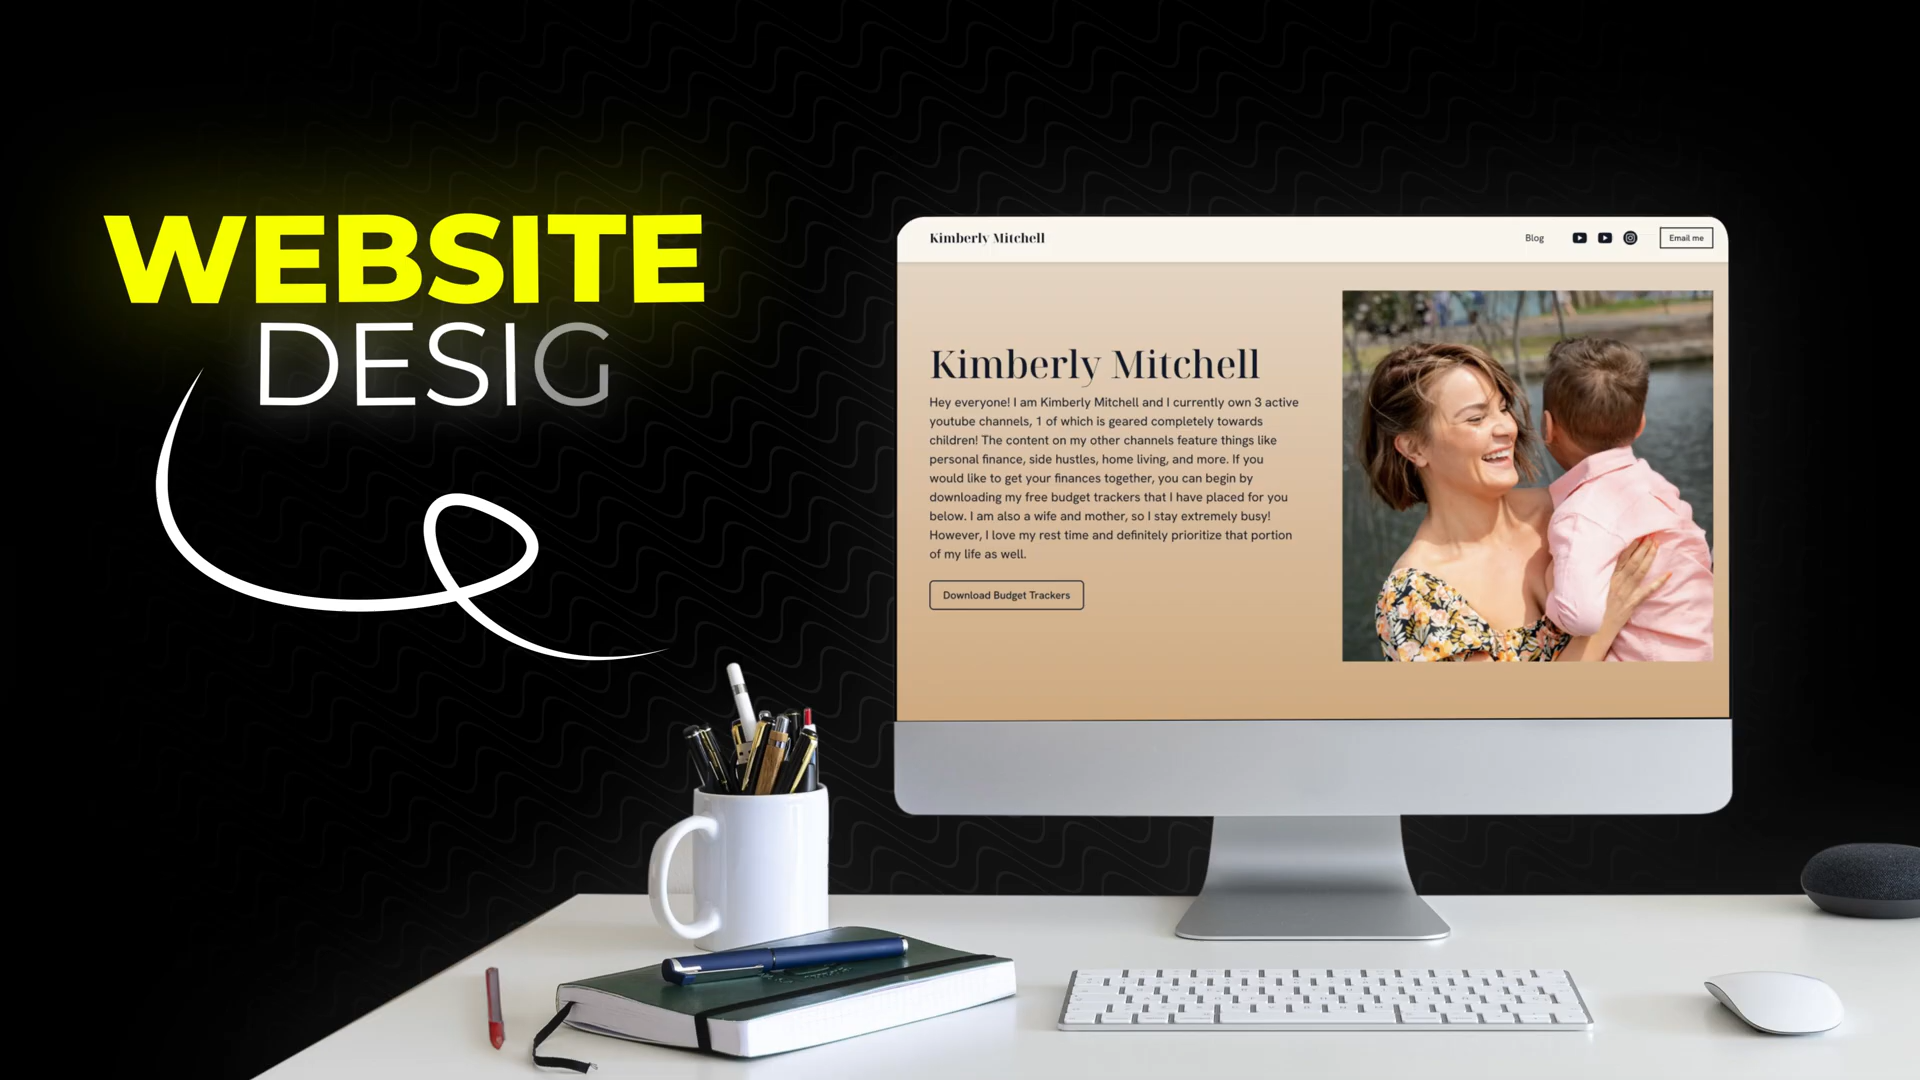 WEBSITE
DESIG
Kimberly Mitchell
Blog
Email me
Kimberly Mitchell
Hey everyone! I am Kimberly Mitchell and I currently own 3 active
youtube channels, 1 of which is geared completely towards
children! The content on my other channels feature things like
personal finance, side hustles, home living, and more. If you
would like to get your finances together, you can begin by
downloading my free budget trackers that I have placed for you
below. I am also a wife and mother, so I stay extremely busy!
However, I love my rest time and definitely prioritize that portion
of my life as well.
Download Budget Trackers